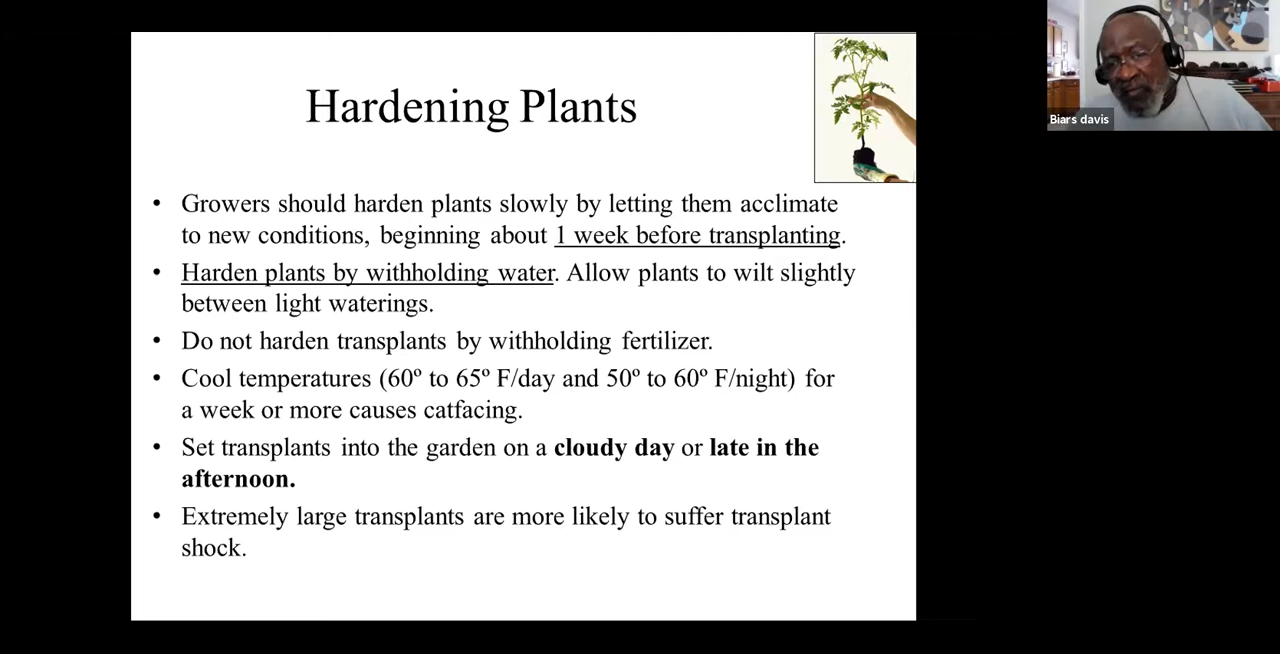 Hardening Plants
• Growers should harden plants slowly by letting them acclimate
to new conditions, beginning about 1 week before transplanting.
• Harden plants by withholding water. Allow plants to wilt slightly
between light waterings.
• Do not harden transplants by withholding fertilizer.
• Cool temperatures (60º to 65º F/day and 50º to 60º F/night) for
a week or more causes catfacing.
• Set transplants into the garden on a cloudy day or late in the
afternoon.
• Extremely large transplants are more likely to suffer transplant
shock.
Biars davis